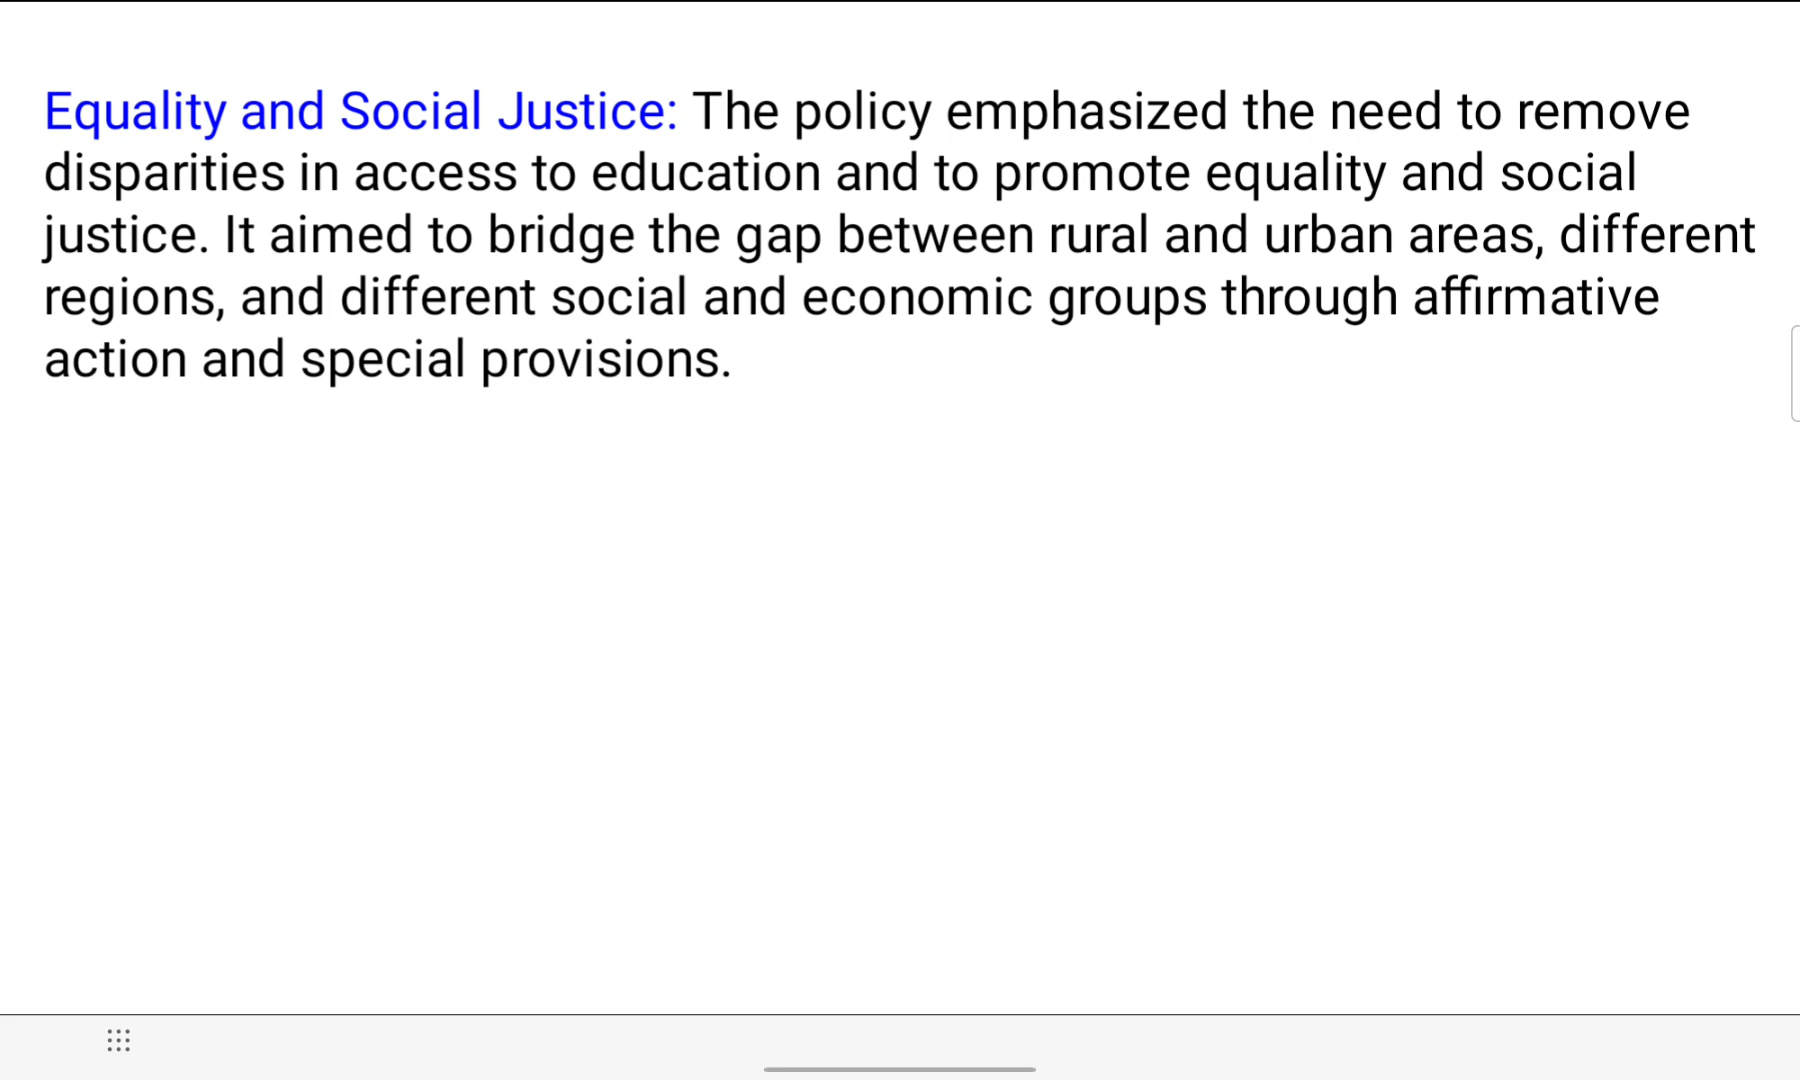 Equality and Social Justice: The policy emphasized the need to remove
disparities in access to education and to promote equality and social
justice. It aimed to bridge the gap between rural and urban areas, different
regions, and different social and economic groups through affirmative
action and special provisions.